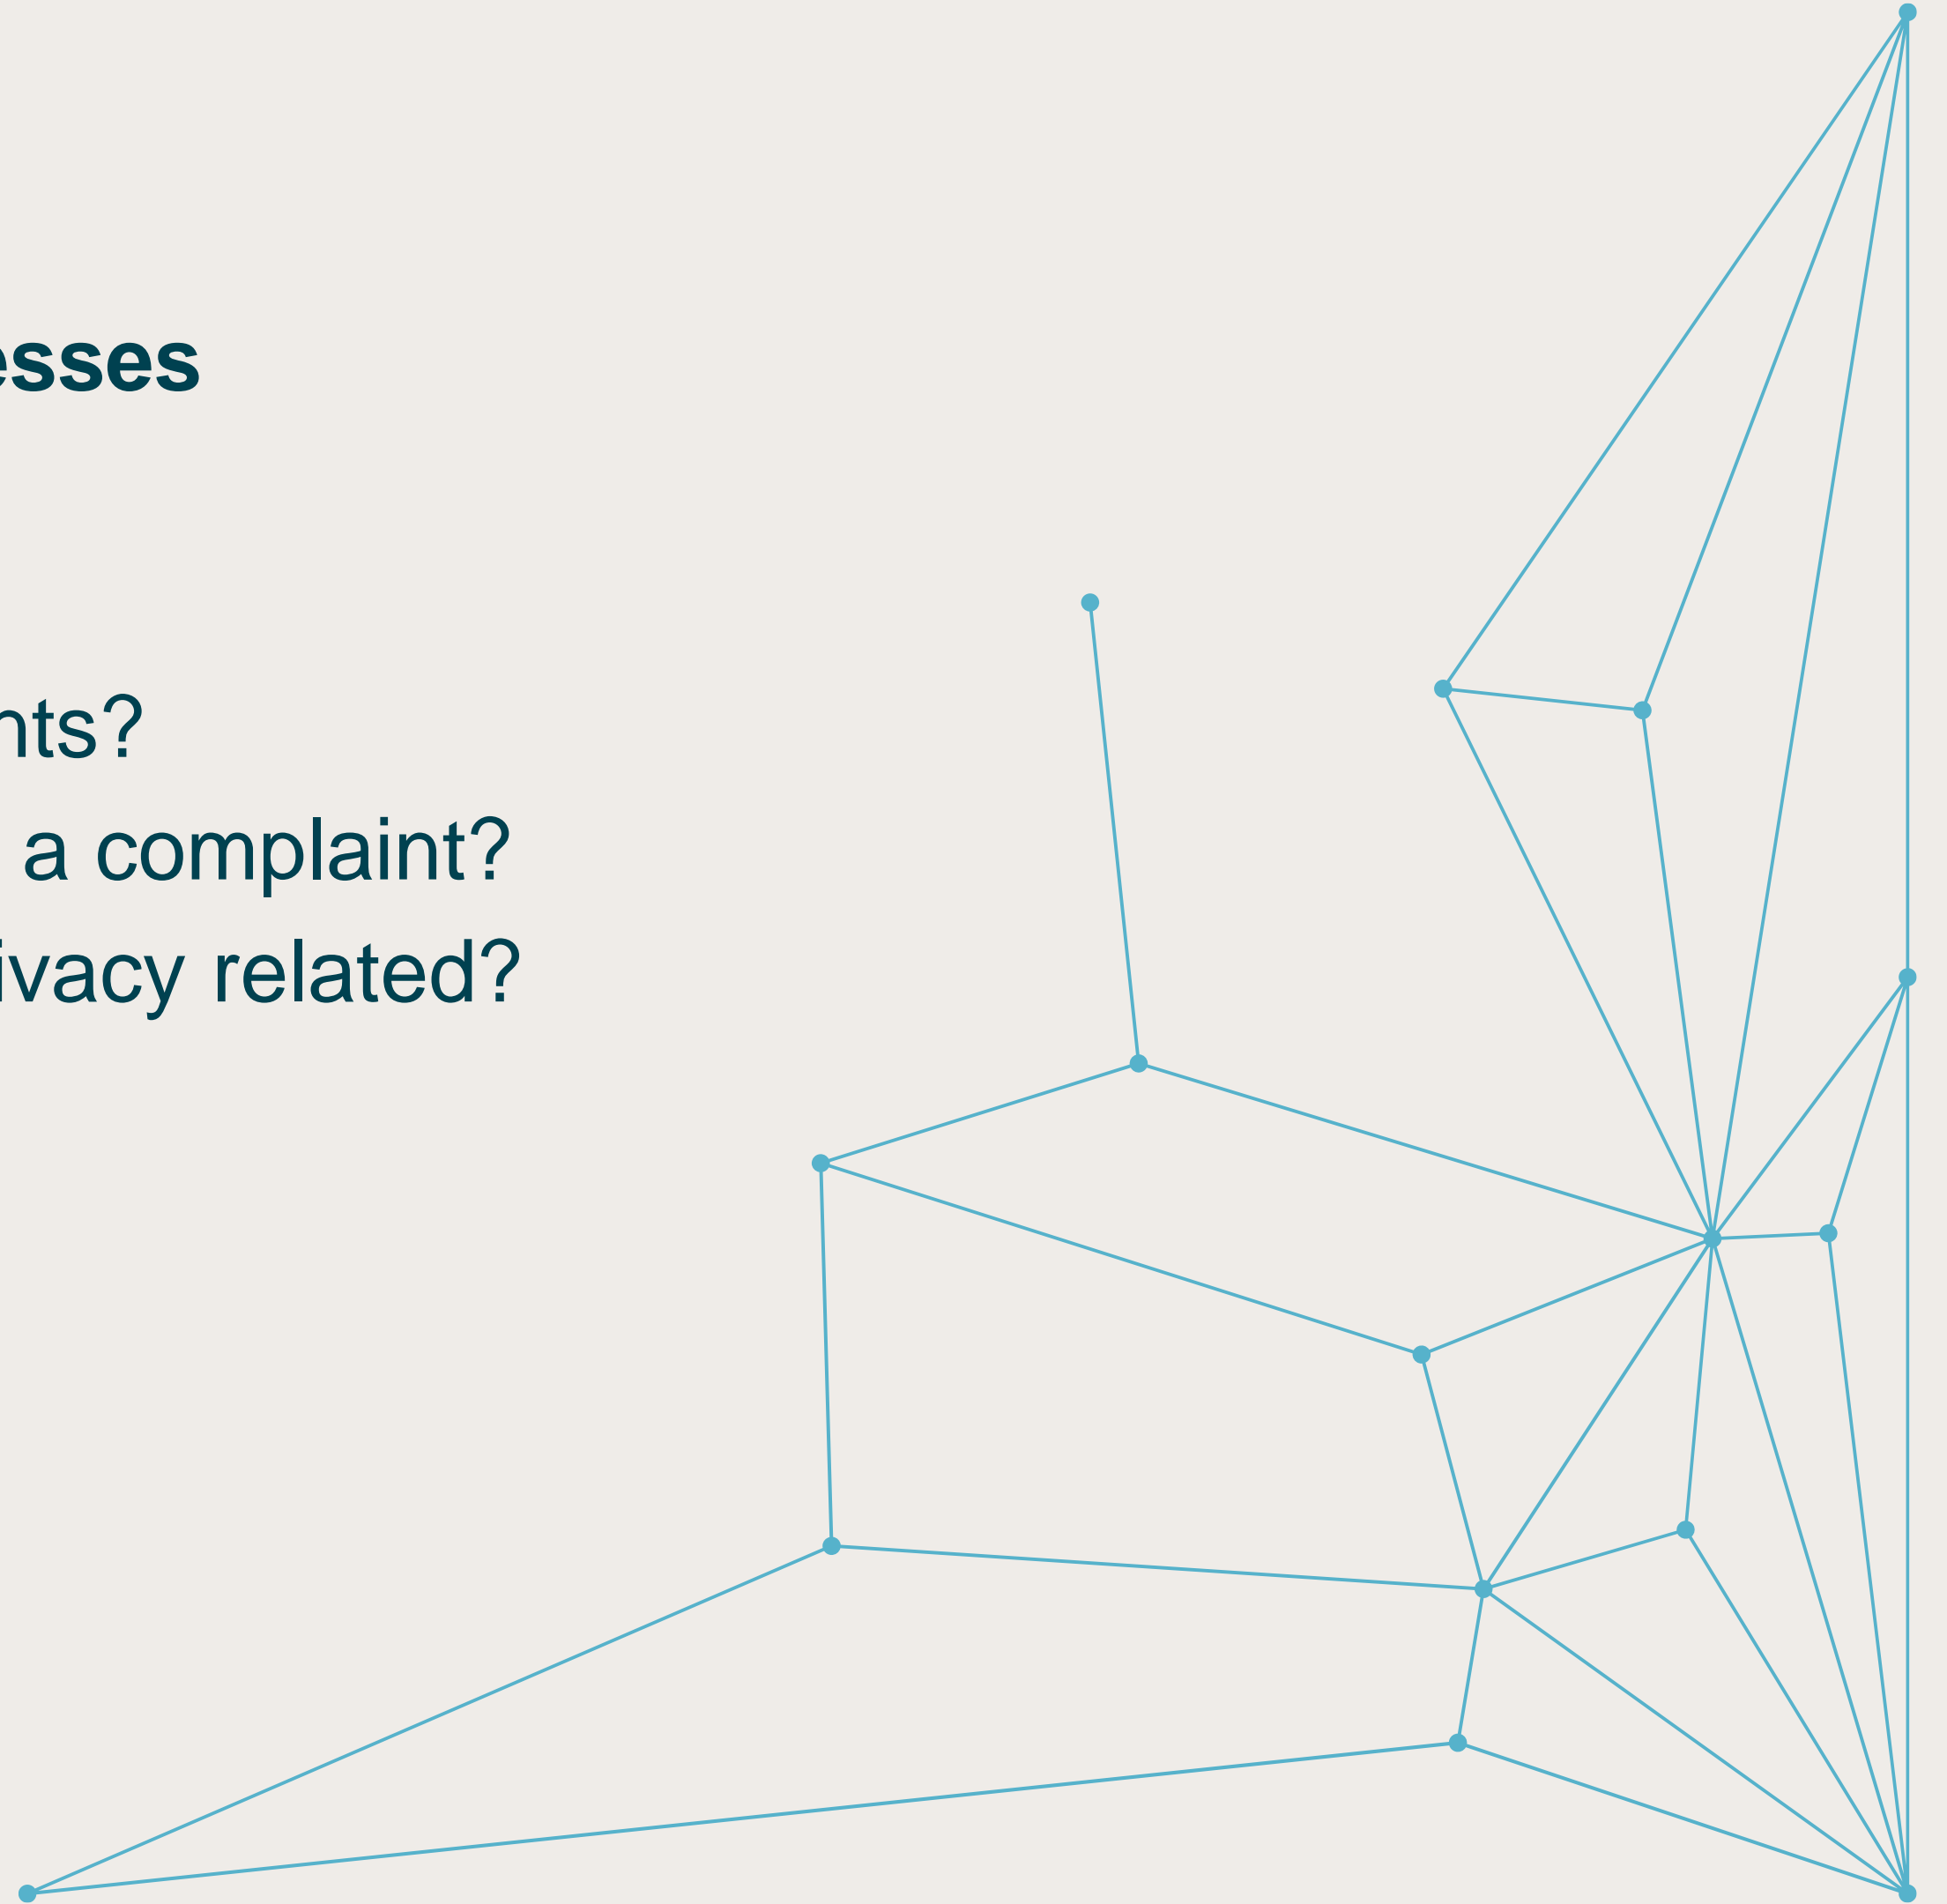 esses
nts?
a complaint?
ivacy related?